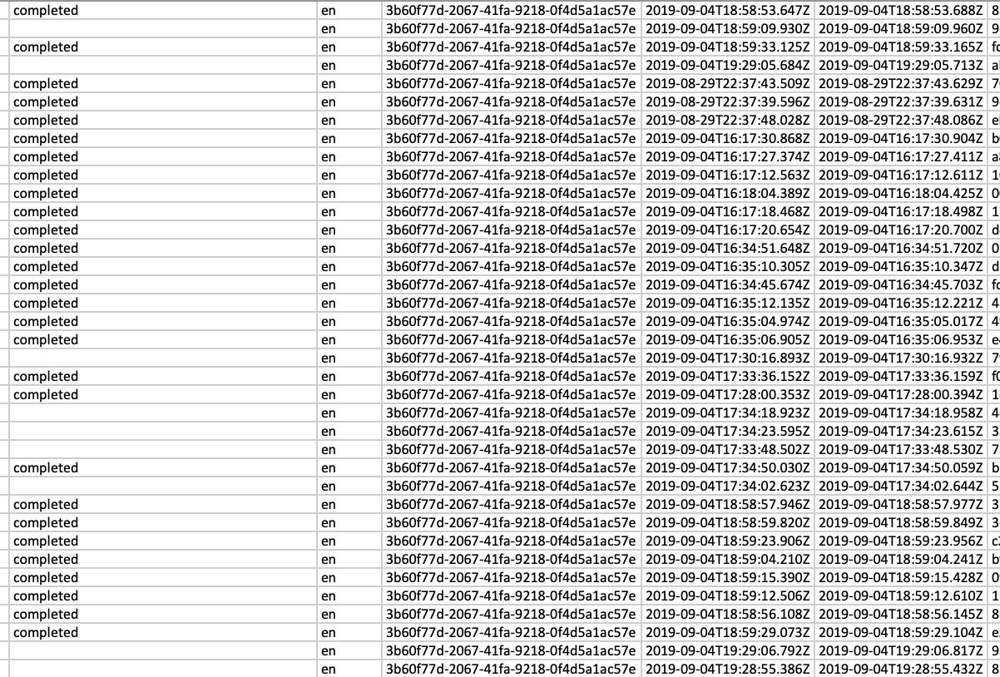 completed en 3b60f77d-2067-41fa-9218-0f4d5a1ac57e 2019-09-04T18:58:53.647Z 2019-09-04T18:58:53.688Z 8
en 3b60f77d-2067-41fa-9218-0f4d5a1ac57e 2019-09-04T18:59:09.930Z 2019-09-04T18:59:09.960Z 9
completed en 3b60f77d-2067-41fa-9218-0f4d5a1ac57e 2019-09-04T18:59:33.125Z 2019-09-04T18:59:33.165Z
en 3b60f77d-2067-41fa-9218-0f4d5a1ac57e 2019-09-04T19:29:05.684Z 2019-09-04T19:29:05.713Z
completed en 3b60f77d-2067-41fa-9218-0f4d5a1ac57e 2019-08-29T22:37:43.509Z 2019-08-29T22:37:43.629Z
completed en 3b60f77d-2067-41fa-9218-0f4d5a1ac57e 2019-08-29T22:37:39.596Z 2019-08-29T22:37:39.631Z
completed en 3b60f77d-2067-41fa-9218-0f4d5a1ac57e 2019-08-29T22:37:48.028Z 2019-08-29T22:37:48.086Z
completed en 3b60f77d-2067-41fa-9218-0f4d5a1ac57e 2019-09-04T16:17:30.868Z 2019-09-04T16:17:30.904Z
completed en 3b60f77d-2067-41fa-9218-0f4d5a1ac57e 2019-09-04T16:17:27.374Z 2019-09-04T16:17:27.411Z
completed en 3b60f77d-2067-41fa-9218-0f4d5a1ac57e 2019-09-04T16:17:12.563Z 2019-09-04T16:17:12.611Z
completed en 3b60f77d-2067-41fa-9218-0f4d5a1ac57e 2019-09-04T16:18:04.389Z 2019-09-04T16:18:04.425Z
completed en 3b60f77d-2067-41fa-9218-0f4d5a1ac57e 2019-09-04T16:17:18.468Z 2019-09-04T16:17:18.498Z
completed en 3b60f77d-2067-41fa-9218-0f4d5a1ac57e 2019-09-04T16:17:20.654Z 2019-09-04T16:17:20.700Z
completed en 3b60f77d-2067-41fa-9218-0f4d5a1ac57e 2019-09-04T16:34:51.648Z 2019-09-04T16:34:51.720Z
completed en 3b60f77d-2067-41fa-9218-0f4d5a1ac57e 2019-09-04T16:35:10.305Z 2019-09-04T16:35:10.347Z
completed en 3b60f77d-2067-41fa-9218-0f4d5a1ac57e 2019-09-04T16:34:45.674Z 2019-09-04T16:34:45.703Z
completed en 3b60f77d-2067-41fa-9218-0f4d5a1ac57e 2019-09-04T16:35:12.135Z 2019-09-04T16:35:12.221Z
completed en 3b60f77d-2067-41fa-9218-0f4d5a1ac57e 2019-09-04T16:35:04.974Z 2019-09-04T16:35:05.017Z
completed en 3b60f77d-2067-41fa-9218-0f4d5a1ac57e 2019-09-04T16:35:06.905Z 2019-09-04T16:35:06.953Z
en 3b60f77d-2067-41fa-9218-0f4d5a1ac57e 2019-09-04T17:30:16.893Z 2019-09-04T17:30:16.932Z
completed en 3b60f77d-2067-41fa-9218-0f4d5a1ac57e 2019-09-04T17:33:36.152Z 2019-09-04T17:33:36.159Z
completed en 3b60f77d-2067-41fa-9218-0f4d5a1ac57e 2019-09-04T17:28:00.353Z 2019-09-04T17:28:00.394Z
en 3b60f77d-2067-41fa-9218-0f4d5a1ac57e 2019-09-04T17:34:18.923Z 2019-09-04T17:34:18.958Z
en 3b60f77d-2067-41fa-9218-0f4d5a1ac57e 2019-09-04T17:34:23.595Z 2019-09-04T17:34:23.615Z
en 3b60f77d-2067-41fa-9218-0f4d5a1ac57e 2019-09-04T17:33:48.502Z 2019-09-04T17:33:48.530Z
completed en 3b60f77d-2067-41fa-9218-0f4d5a1ac57e 2019-09-04T17:34:50.030Z 2019-09-04T17:34:50.059Z
en 3b60f77d-2067-41fa-9218-0f4d5a1ac57e 2019-09-04T17:34:02.623Z 2019-09-04T17:34:02.644Z
completed en 3b60f77d-2067-41fa-9218-0f4d5a1ac57e 2019-09-04T18:58:57.946Z 2019-09-04T18:58:57.977Z
completed en 3b60f77d-2067-41fa-9218-0f4d5a1ac57e 2019-09-04T18:58:59.820Z 2019-09-04T18:58:59.849Z
completed en 3b60f77d-2067-41fa-9218-0f4d5a1ac57e 2019-09-04T18:59:23.906Z 2019-09-04T18:59:23.956Z
completed en 3b60f77d-2067-41fa-9218-0f4d5a1ac57e 2019-09-04T18:59:04.210Z 2019-09-04T18:59:04.241Z
completed en 3b60f77d-2067-41fa-9218-0f4d5a1ac57e 2019-09-04T18:59:15.390Z 2019-09-04T18:59:15.428Z
completed en 3b60f77d-2067-41fa-9218-0f4d5a1ac57e 2019-09-04T18:59:12.506Z 2019-09-04T18:59:12.610Z
completed en 3b60f77d-2067-41fa-9218-0f4d5a1ac57e 2019-09-04T18:58:56.108Z 2019-09-04T18:58:56.145Z
completed en 3b60f77d-2067-41fa-9218-0f4d5a1ac57e 2019-09-04T18:59:29.073Z 2019-09-04T18:59:29.104Z
en 3b60f77d-2067-41fa-9218-0f4d5a1ac57e 2019-09-04T19:29:06.792Z 2019-09-04T19:29:06.817Z
en 3b60f77d-2067-41fa-9218-0f4d5a1ac57e 2019-09-04T19:28:55.386Z 2019-09-04T19:28:55.432Z